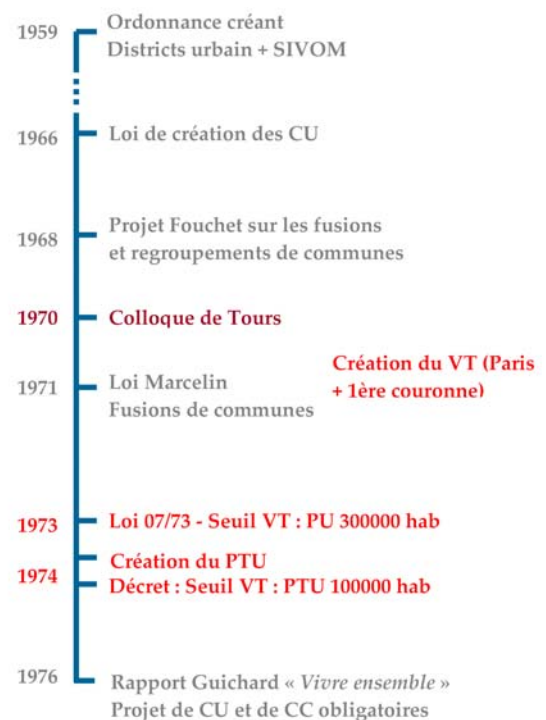 1959
Ordonnance créant
Districts urbain + SIVOM
1966
Loi de création des CU
1968
Projet Fouchet sur les fusions
et regroupements de communes
1970
Colloque de Tours
1971
Loi Marcelin
Fusions de communes
Création du VT (Paris
+ 1ère couronne)
1973
Loi 07/73 - Seuil VT : PU 300000 hab
1974
Création du PTU
Décret : Seuil VT : PTU 100000 hab
1976
Rapport Guichard « Vivre ensemble »
Projet de CU et de CC obligatoires